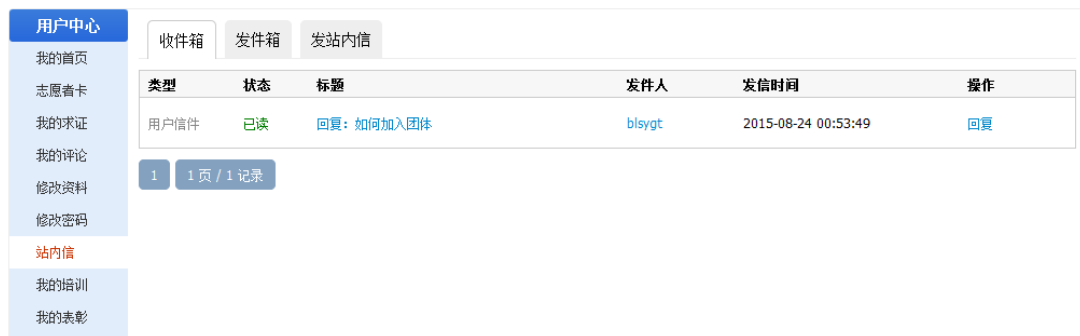 用户中心
我的首页
志愿者卡
我的求证
我的评论
修改资料
修改密码
站内信
我的培训
我的表彰
收件箱 发件箱 发站内信
类型 状态 标题 发件人 发信时间 操作
用户信件 已读 回复：如何加入团体 blsygt 2015-08-24 00:53:49 回复
1 1 页 / 1 记录